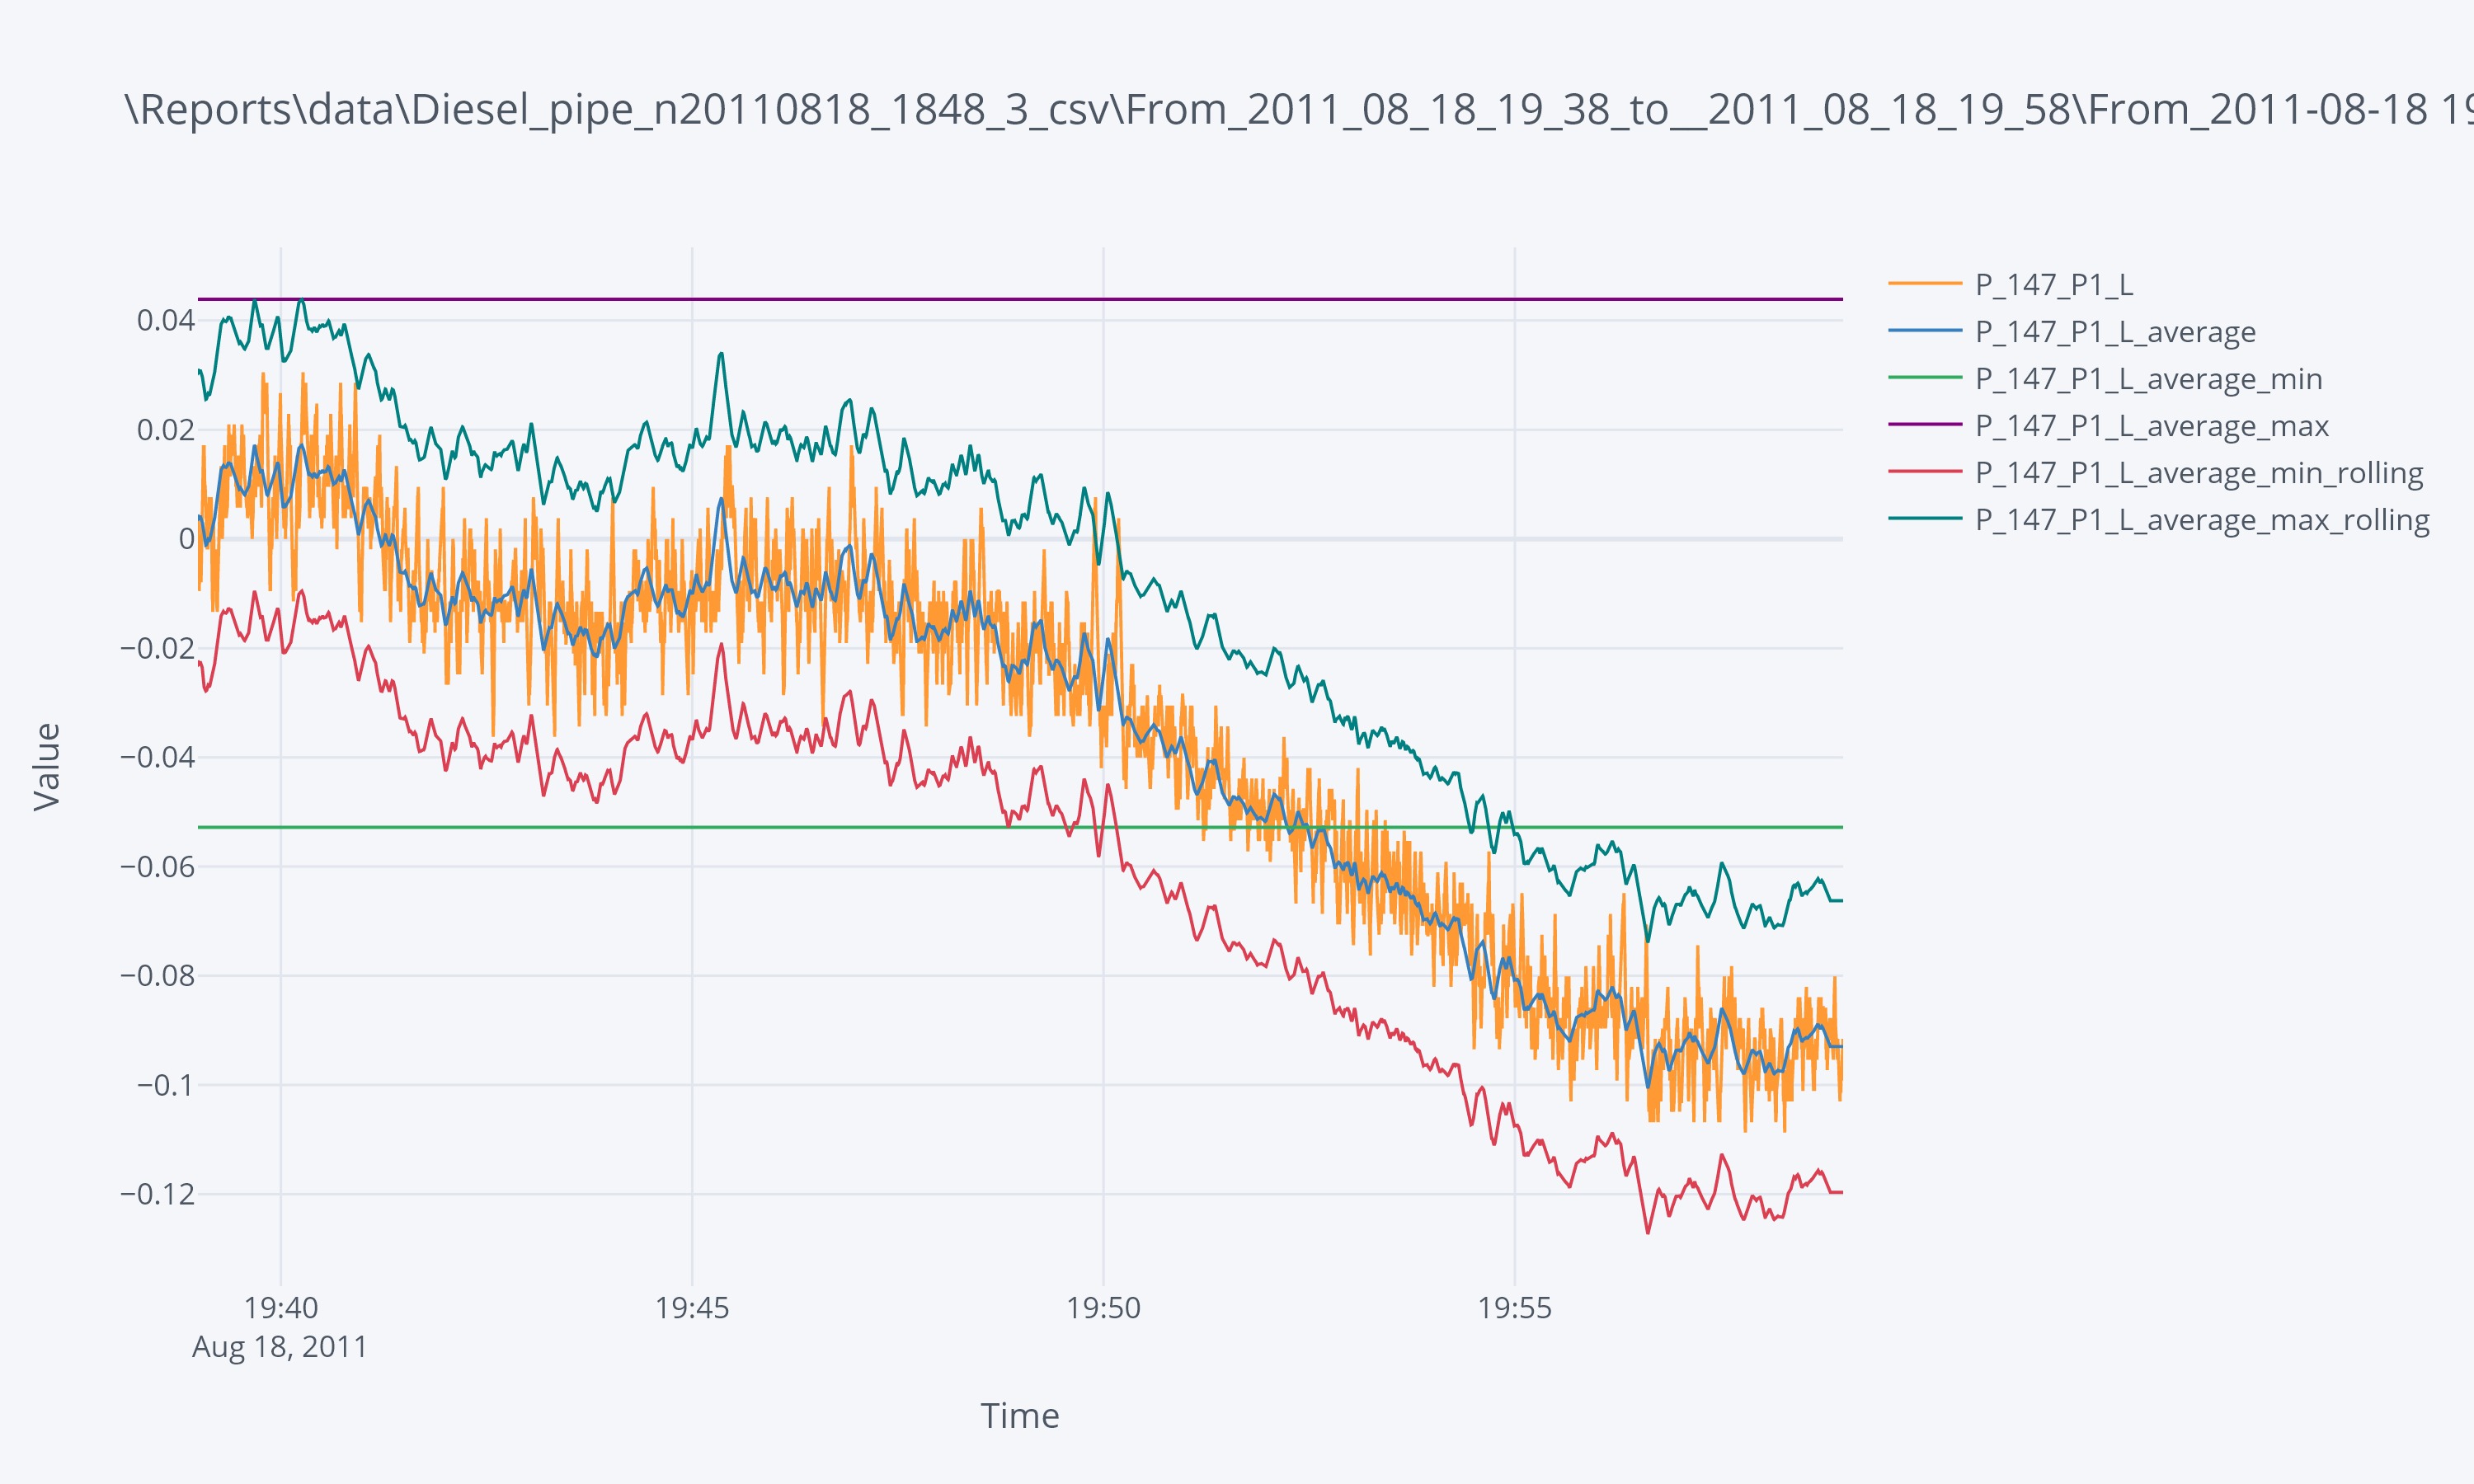 \Reports\data\Diesel_pipe_n20110818_1848_3_csv\From_2011_08_18_19_38_to__2011_08_18_19_58\From_2011-08-18 19
P_147_P1_L
P_147_P1_L_average
P_147_P1_L_average_min
P_147_P1_L_average_max
P_147_P1_L_average_min_rolling
P_147_P1_L_average_max_rolling
0.04
0.02
0
−0.02
−0.04
−0.06
−0.08
−0.1
−0.12
Value
19:40
19:45
19:50
19:55
Aug 18, 2011
Time